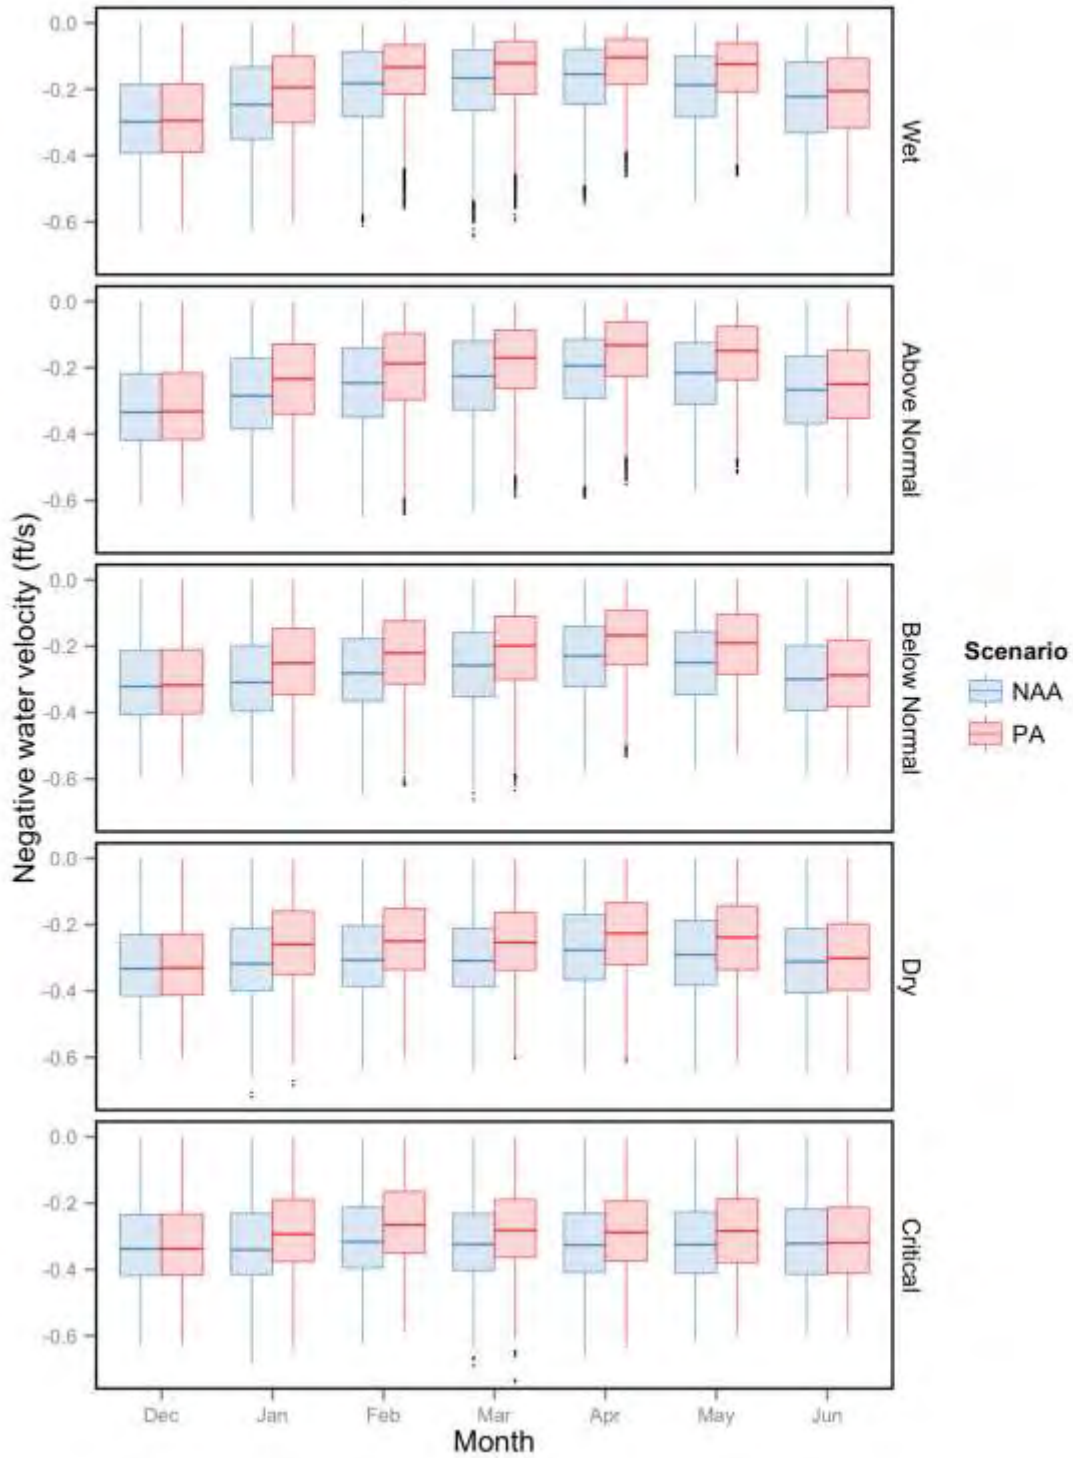 Negative water velocity (ft/s)
0.0
-0.2
-0.4
-0.6
Wet
0.0
-0.2
-0.4
-0.6
Above Normal
0.0
-0.2
-0.4
-0.6
Below Normal
0.0
-0.2
-0.4
-0.6
Dry
0.0
-0.2
-0.4
-0.6
Critical
Dec Jan Feb Mar Apr May Jun
Month
Scenario
NAA
PA